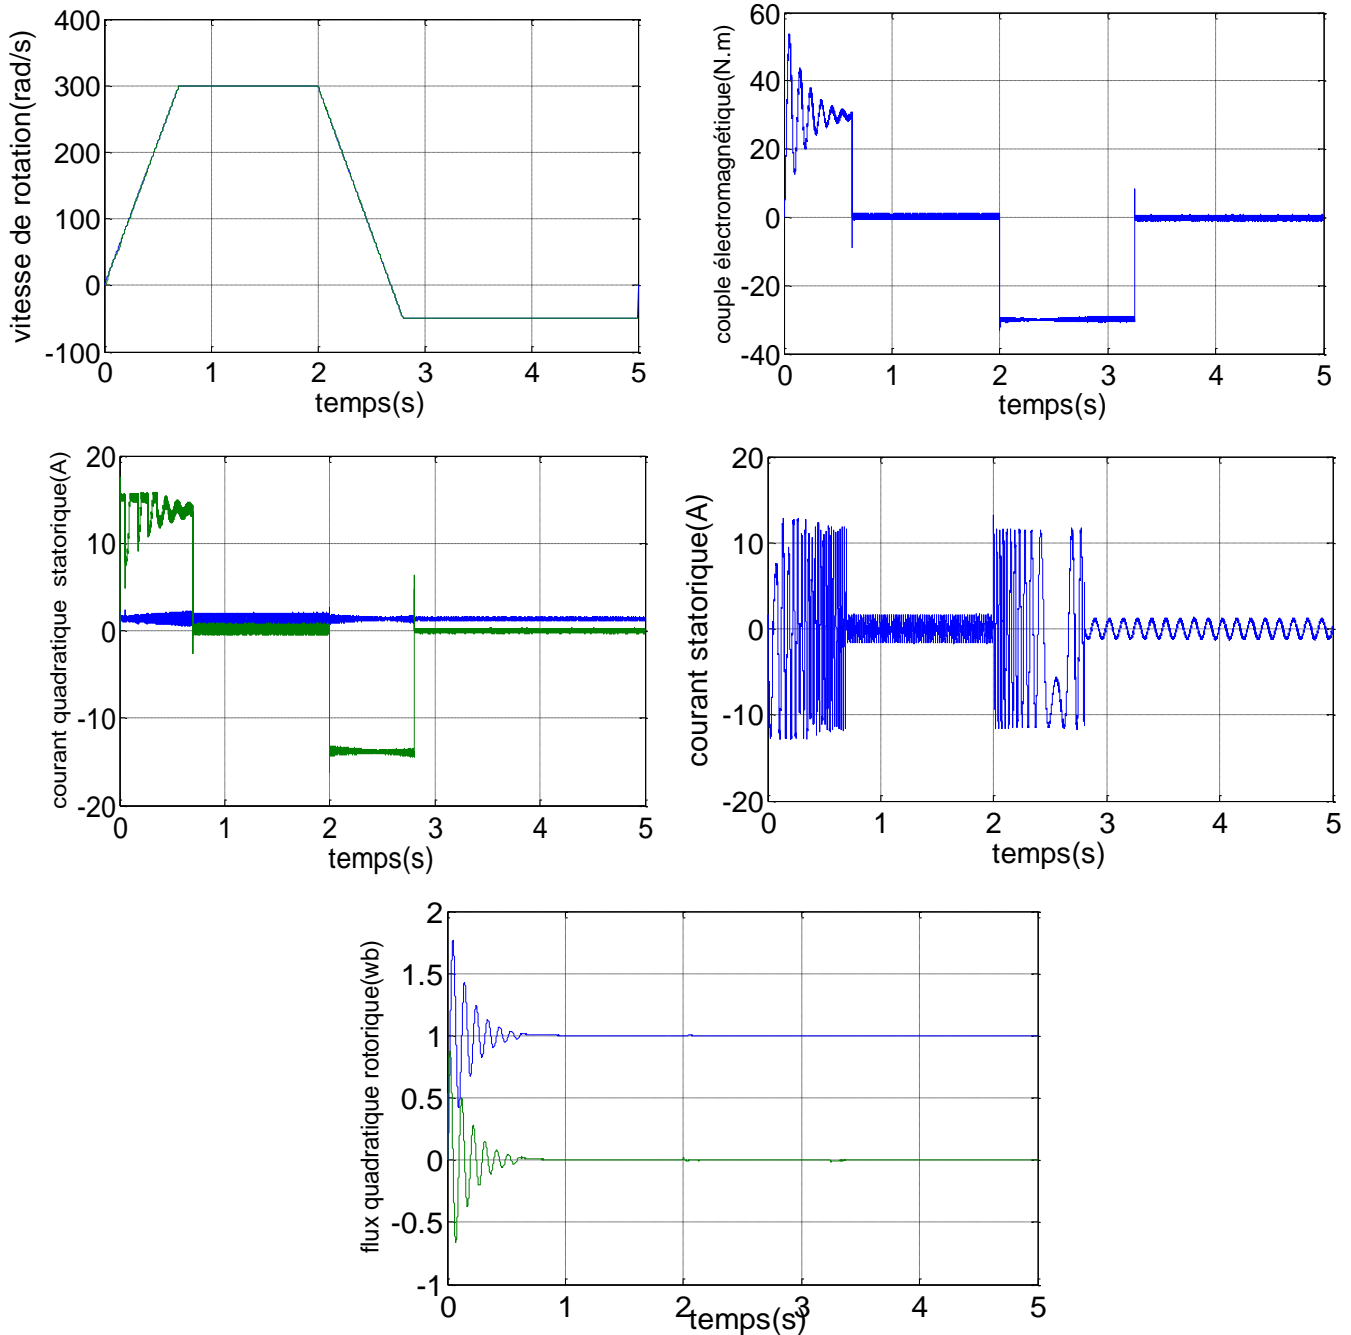 400
300
200
100
0
-100
0 1 2 3 4 5
vitesse de rotation(rad/s)
temps(s)
60
40
20
0
-20
-40
0 1 2 3 4 5
couple électromagnétique(N.m)
temps(s)
20
10
0
-10
-20
0 1 2 3 4 5
courant quadratique statorique(A)
temps(s)
20
10
0
-10
-20
0 1 2 3 4 5
courant statorique(A)
temps(s)
2
1.5
1
0.5
0
-0.5
-1
0 1 2 3 4 5
flux quadratique rotorique(wb)
temps(s)